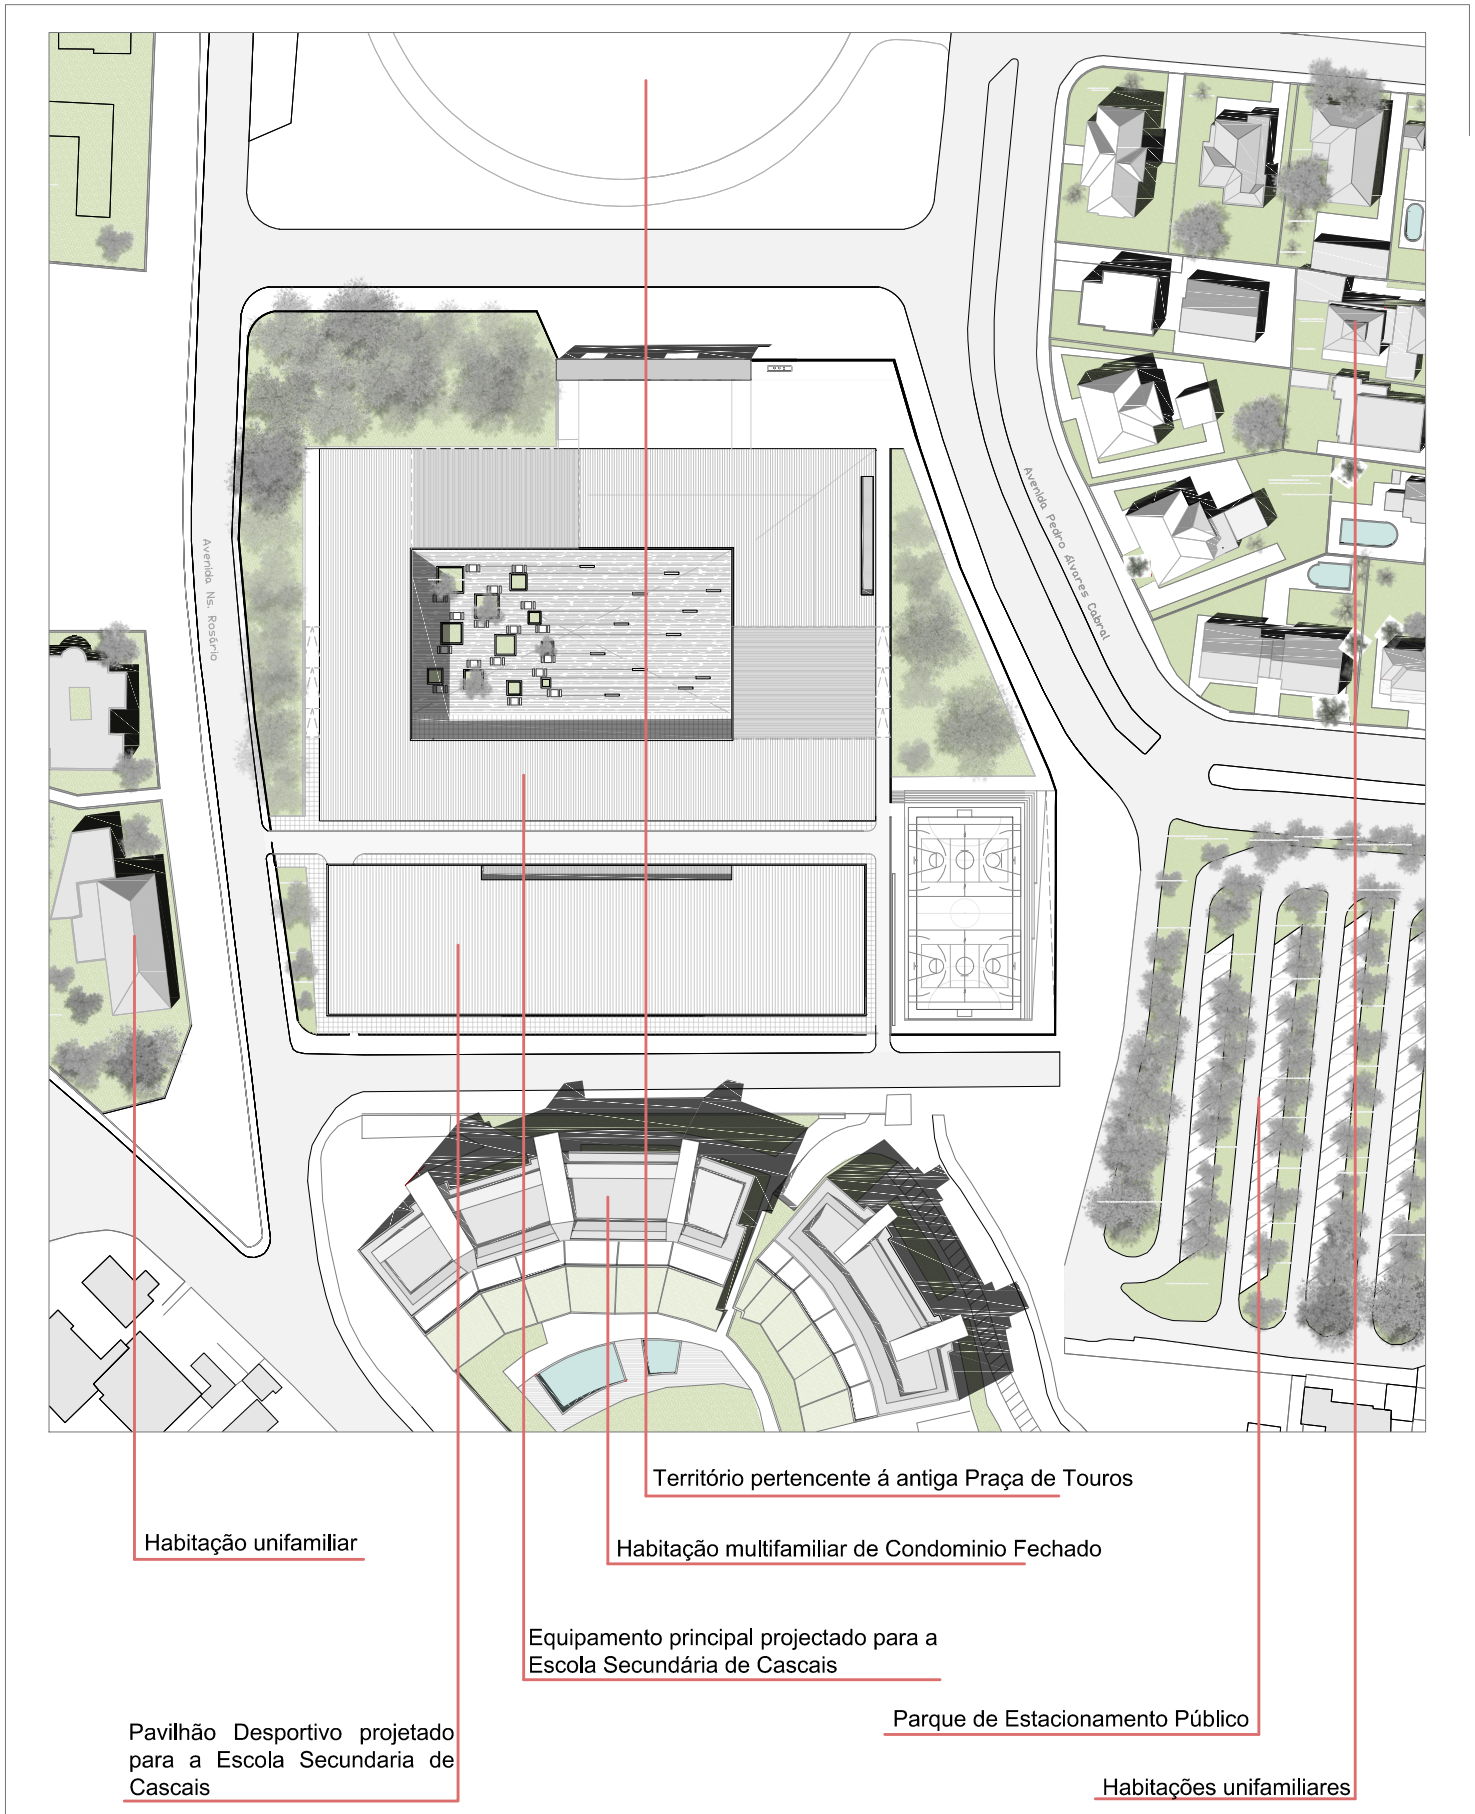 Avenida Ns. Rosário
Avenida Pedro Álvares Cabral
Território pertencente á antiga Praça de Touros
Habitação unifamiliar
Habitação multifamiliar de Condominio Fechado
Equipamento principal projectado para a
Escola Secundária de Cascais
Parque de Estacionamento Público
Pavilhão Desportivo projetado
para a Escola Secundaria de
Cascais
Habitações unifamiliares